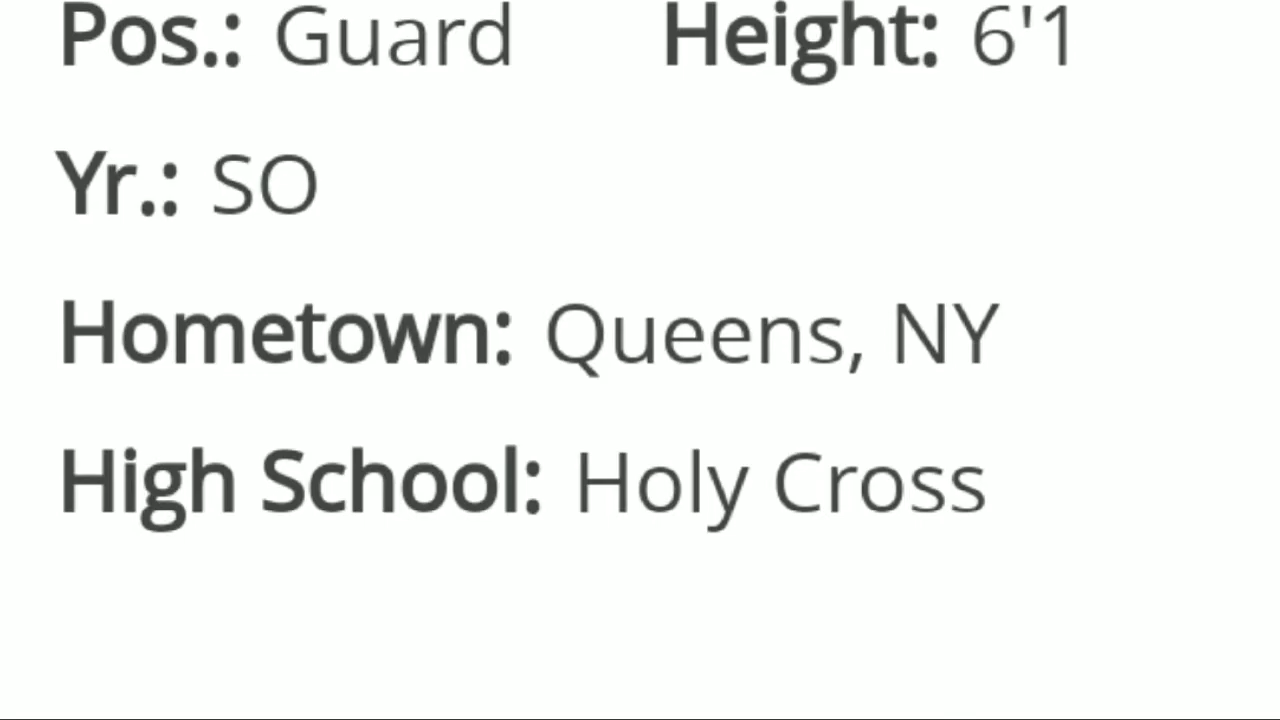 Pos.: Guard Height: 6'1
Yr.: SO
Hometown: Queens, NY
High School: Holy Cross